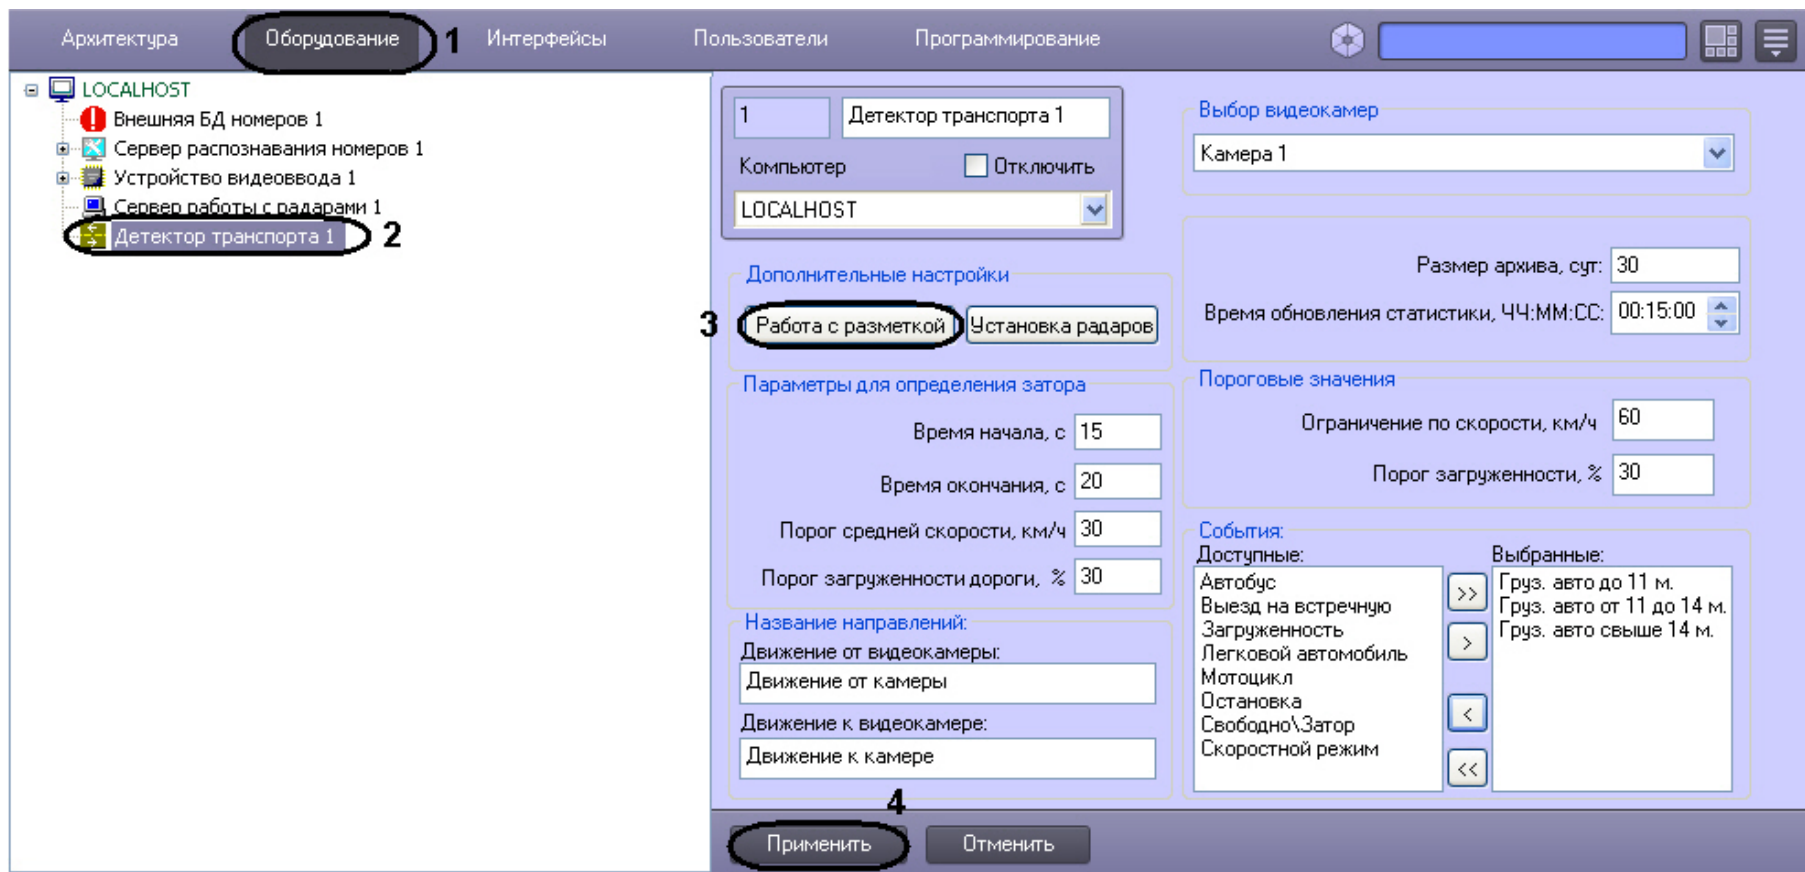 Архитектура Оборудование 1 Интерфейсы Пользователи Программирование
LOCALHOST
Внешняя БД номеров 1
Сервер распознавания номеров 1
Устройство видеоввода 1
Сервер работы с радарами 1
Детектор транспорта 1 2
1 Детектор транспорта 1
Компьютер Отключить
LOCALHOST
Дополнительные настройки
3 Работа с разметкой Установка радаров
Параметры для определения затора
Время начала, с 15
Время окончания, с 20
Порог средней скорости, км/ч 30
Порог загруженности дороги, % 30
Название направлений:
Движение от видеокамеры:
Движение от камеры
Движение к видеокамере:
Движение к камере
Выбор видеокамер
Камера 1
Размер архива, сут: 30
Время обновления статистики, ЧЧ:ММ:СС: 00:15:00
Пороговые значения
Ограничение по скорости, км/ч 60
Порог загруженности, % 30
События:
Доступные:
Автобус
Выезд на встречную
Загруженность
Легковой автомобиль
Мотоцикл
Остановка
Свободно\Затор
Скоростной режим
>>
>
<
<<
Выбранные:
Груз. авто до 11 м.
Груз. авто от 11 до 14 м.
Груз. авто свыше 14 м.
4
Применить Отменить